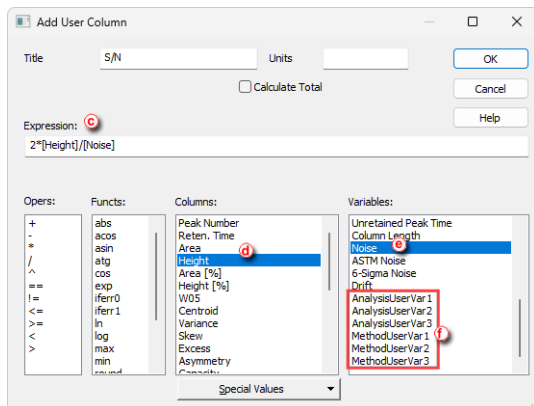 Add User Column
Title S/N Units OK
Calculate Total Cancel
Expression: c Help
2*[Height]/[Noise]
Opers: Functs: Columns: Variables:
+
-
*
/
^
==
!=
<=
>=
<
>
abs
acos
asin
atg
cos
exp
iferr0
iferr1
ln
log
max
min
round
Peak Number
Reten. Time
Area
Height
Area [%]
Height [%]
W05
Centroid
Variance
Skew
Excess
Asymmetry
Capacity
d
Unretained Peak Time
Column Length
Noise
ASTM Noise
6-Sigma Noise
Drift
AnalysisUserVar1
AnalysisUserVar2
AnalysisUserVar3
MethodUserVar1
MethodUserVar2
MethodUserVar3
e
f
Special Values